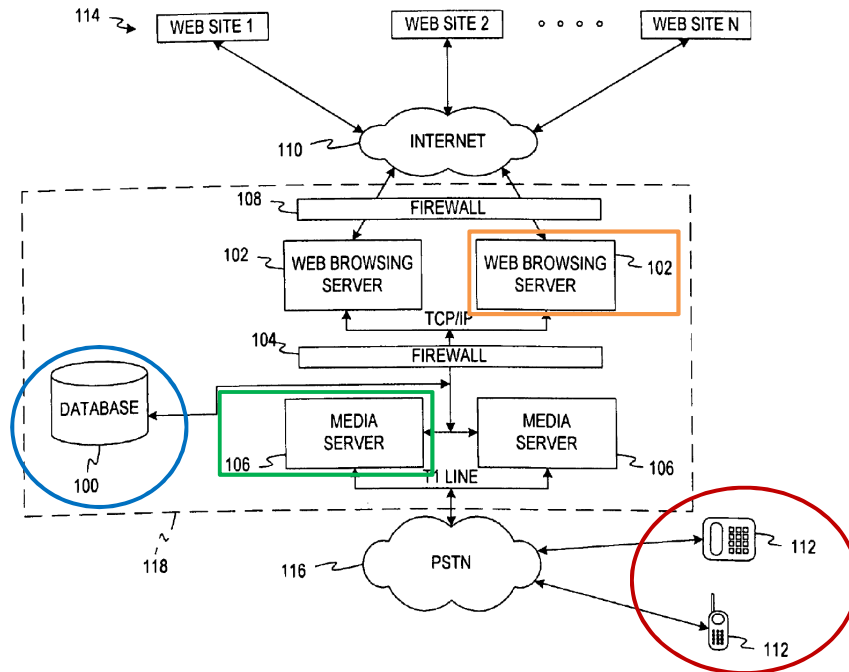 114
WEB SITE 1
WEB SITE 2
WEB SITE N
INTERNET
110
108
FIREWALL
102
WEB BROWSING
SERVER
WEB BROWSING
SERVER
102
TCP/IP
104
FIREWALL
DATABASE
100
MEDIA
SERVER
106
MEDIA
SERVER
106
T1 LINE
118
116
PSTN
112
112